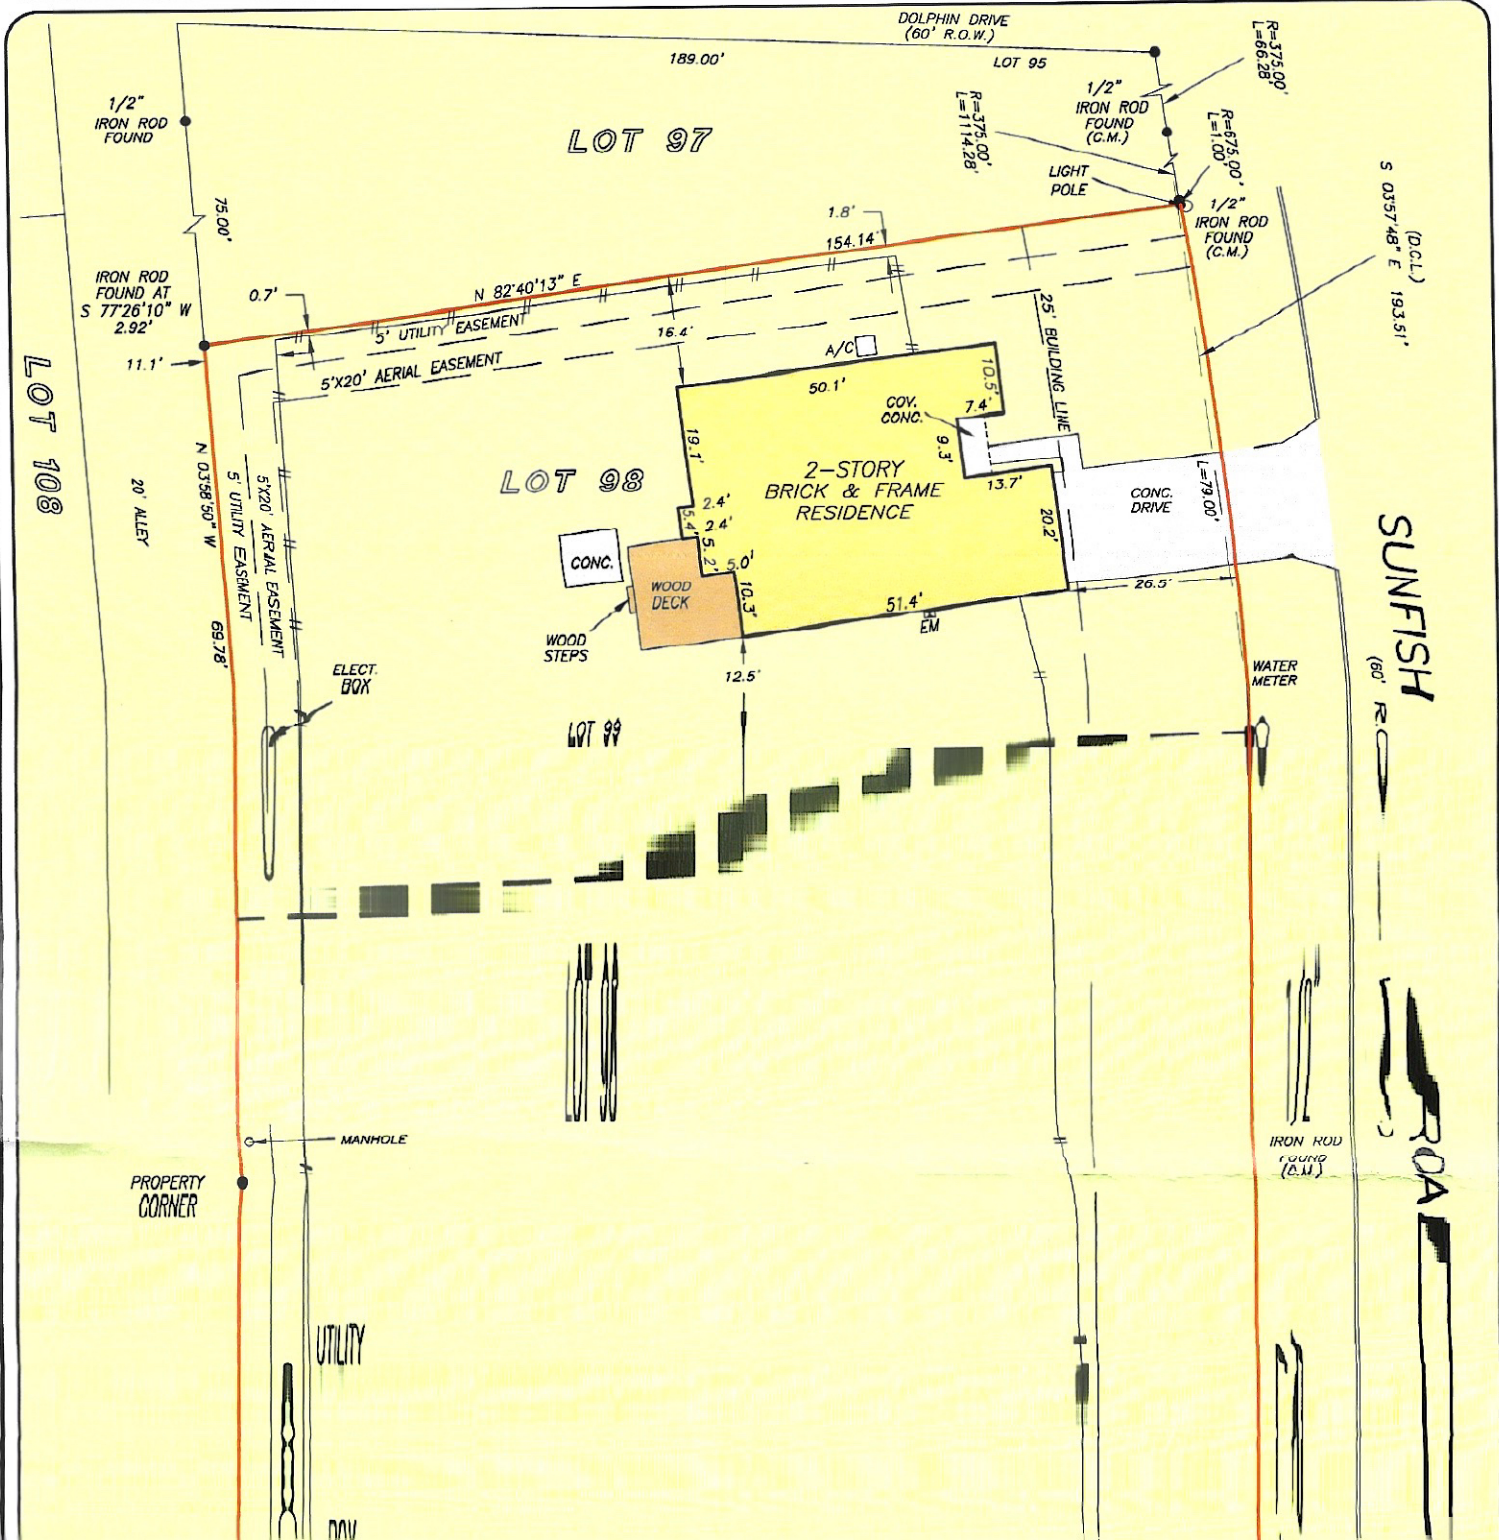 DOLPHIN DRIVE
(60' R.O.W.)
189.00'
LOT 95
R=375.00'
L=66.28'
1/2"
IRON ROD
FOUND
1/2"
IRON ROD
FOUND
(C.M.)
R=375.00'
L=1114.28'
R=675.00'
L=1.00'
LOT 97
LIGHT
POLE
1/2"
IRON ROD
FOUND
(C.M.)
75.00'
1.8'
154.14'
S 03°57'48" E 193.51'
(D.C.L.)
IRON ROD
FOUND AT
S 77°26'10" W
2.92'
0.7'
N 82°40'13" E
5' UTILITY EASEMENT
16.4'
25' BUILDING LINE
11.1'
5'X20' AERIAL EASEMENT
A/C
50.1'
10.5'
COV.
CONC.
7.4'
9.3'
LOT 108
20' ALLEY
N 03°58'50" W
69.78'
5' UTILITY EASEMENT
5'X20' AERIAL EASEMENT
LOT 98
19.1'
2-STORY
BRICK & FRAME
RESIDENCE
13.7'
CONC.
DRIVE
L=79.00'
2.4'
5.4'
2.4'
5.2'
5.0'
10.3'
20.2'
CONC.
WOOD
DECK
51.4'
26.5'
EM
WOOD
STEPS
12.5'
SUNFISH
WATER
METER
ELECT.
BOX
LOT 99
MANHOLE
IRON ROD
FOUND
(C.M.)
PROPERTY
CORNER
UTILITY